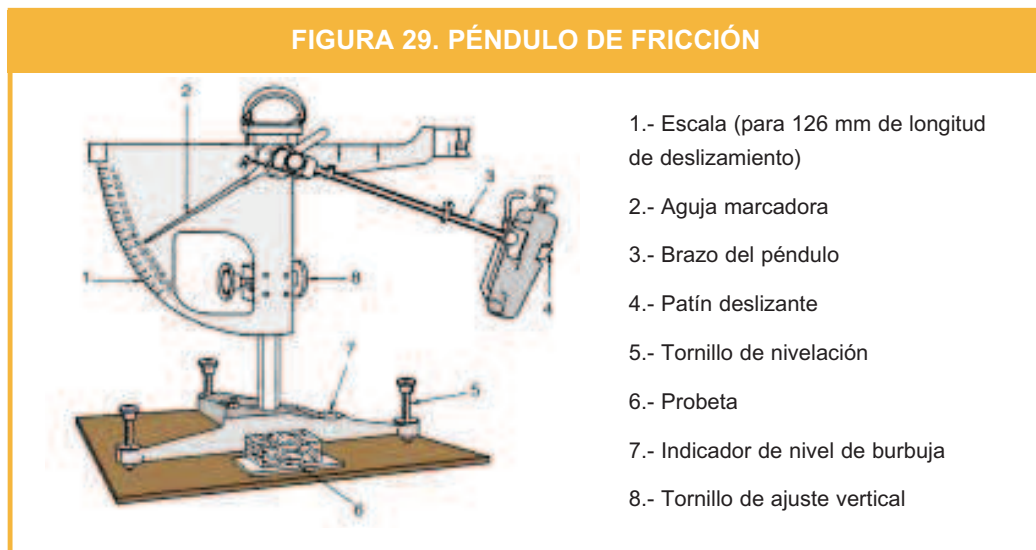 FIGURA 29. PÉNDULO DE FRICCIÓN
2
3
1
8
4
7
5
6
1.- Escala (para 126 mm de longitud
de deslizamiento)
2.- Aguja marcadora
3.- Brazo del péndulo
4.- Patín deslizante
5.- Tornillo de nivelación
6.- Probeta
7.- Indicador de nivel de burbuja
8.- Tornillo de ajuste vertical